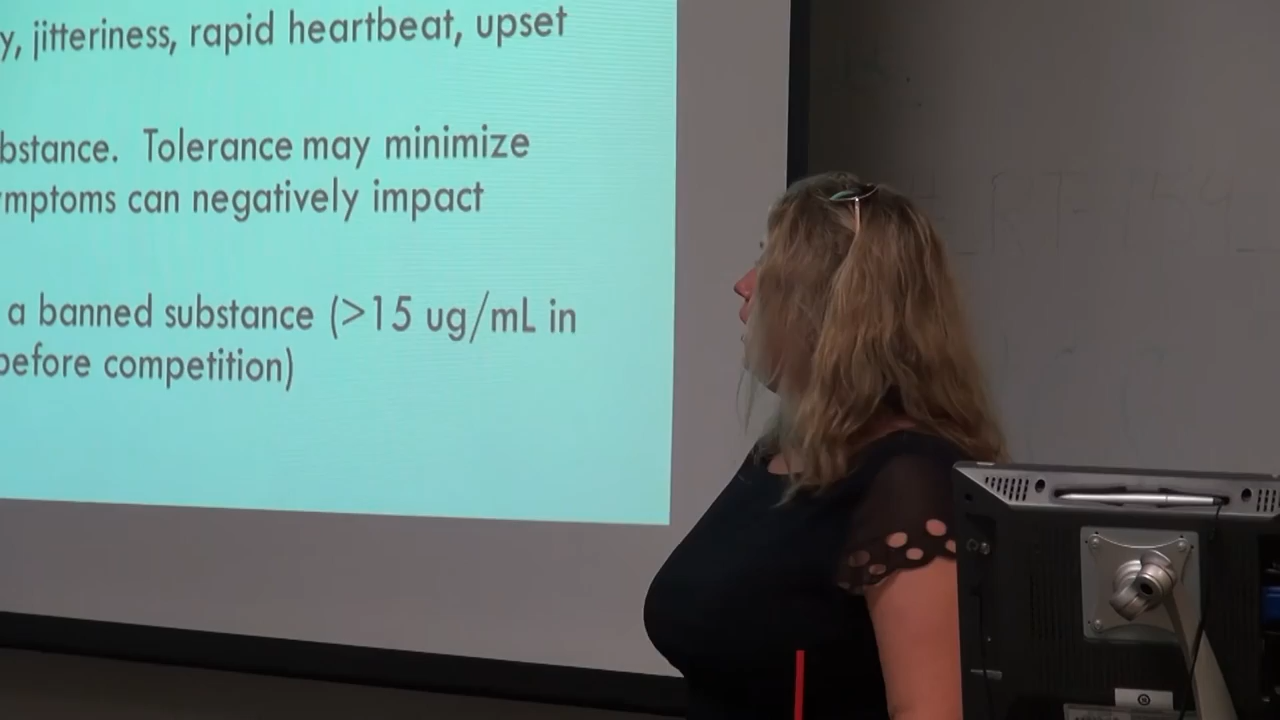 y, jitteriness, rapid heartbeat, upset
bstance. Tolerance may minimize
mptoms can negatively impact
a banned substance (>15 ug/mL in
before competition)